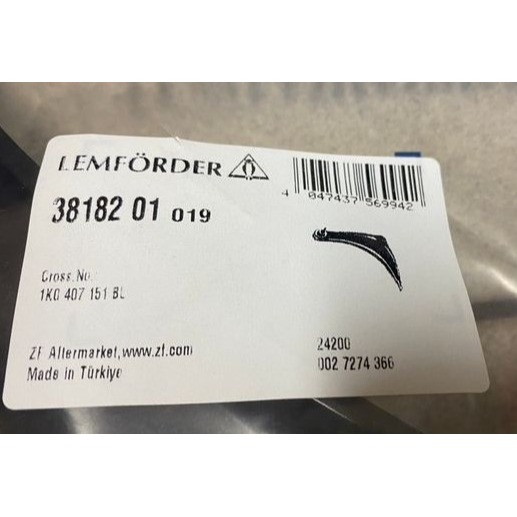 LEMFÖRDER
4 047437 569942
38182 01 019
Cross.No.
1K0 407 151 BL
ZF Aftermarket,www.zf.com
Made in Türkiye
24200
002 7274 366